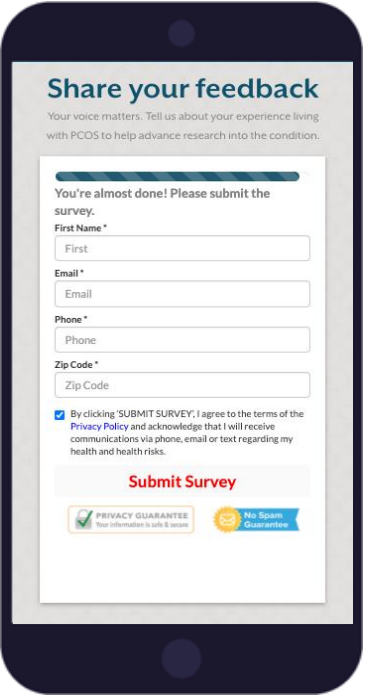 Share your feedback
Your voice matters. Tell us about your experience living
with PCOS to help advance research into the condition.
You're almost done! Please submit the
survey.
First Name *
First
Email *
Email
Phone *
Phone
Zip Code *
Zip Code
By clicking 'SUBMIT SURVEY', I agree to the terms of the
Privacy Policy and acknowledge that I will receive
communications via phone, email or text regarding my
health and health risks.
Submit Survey
PRIVACY GUARANTEE
Your information is safe & secure
No Spam
Guarantee